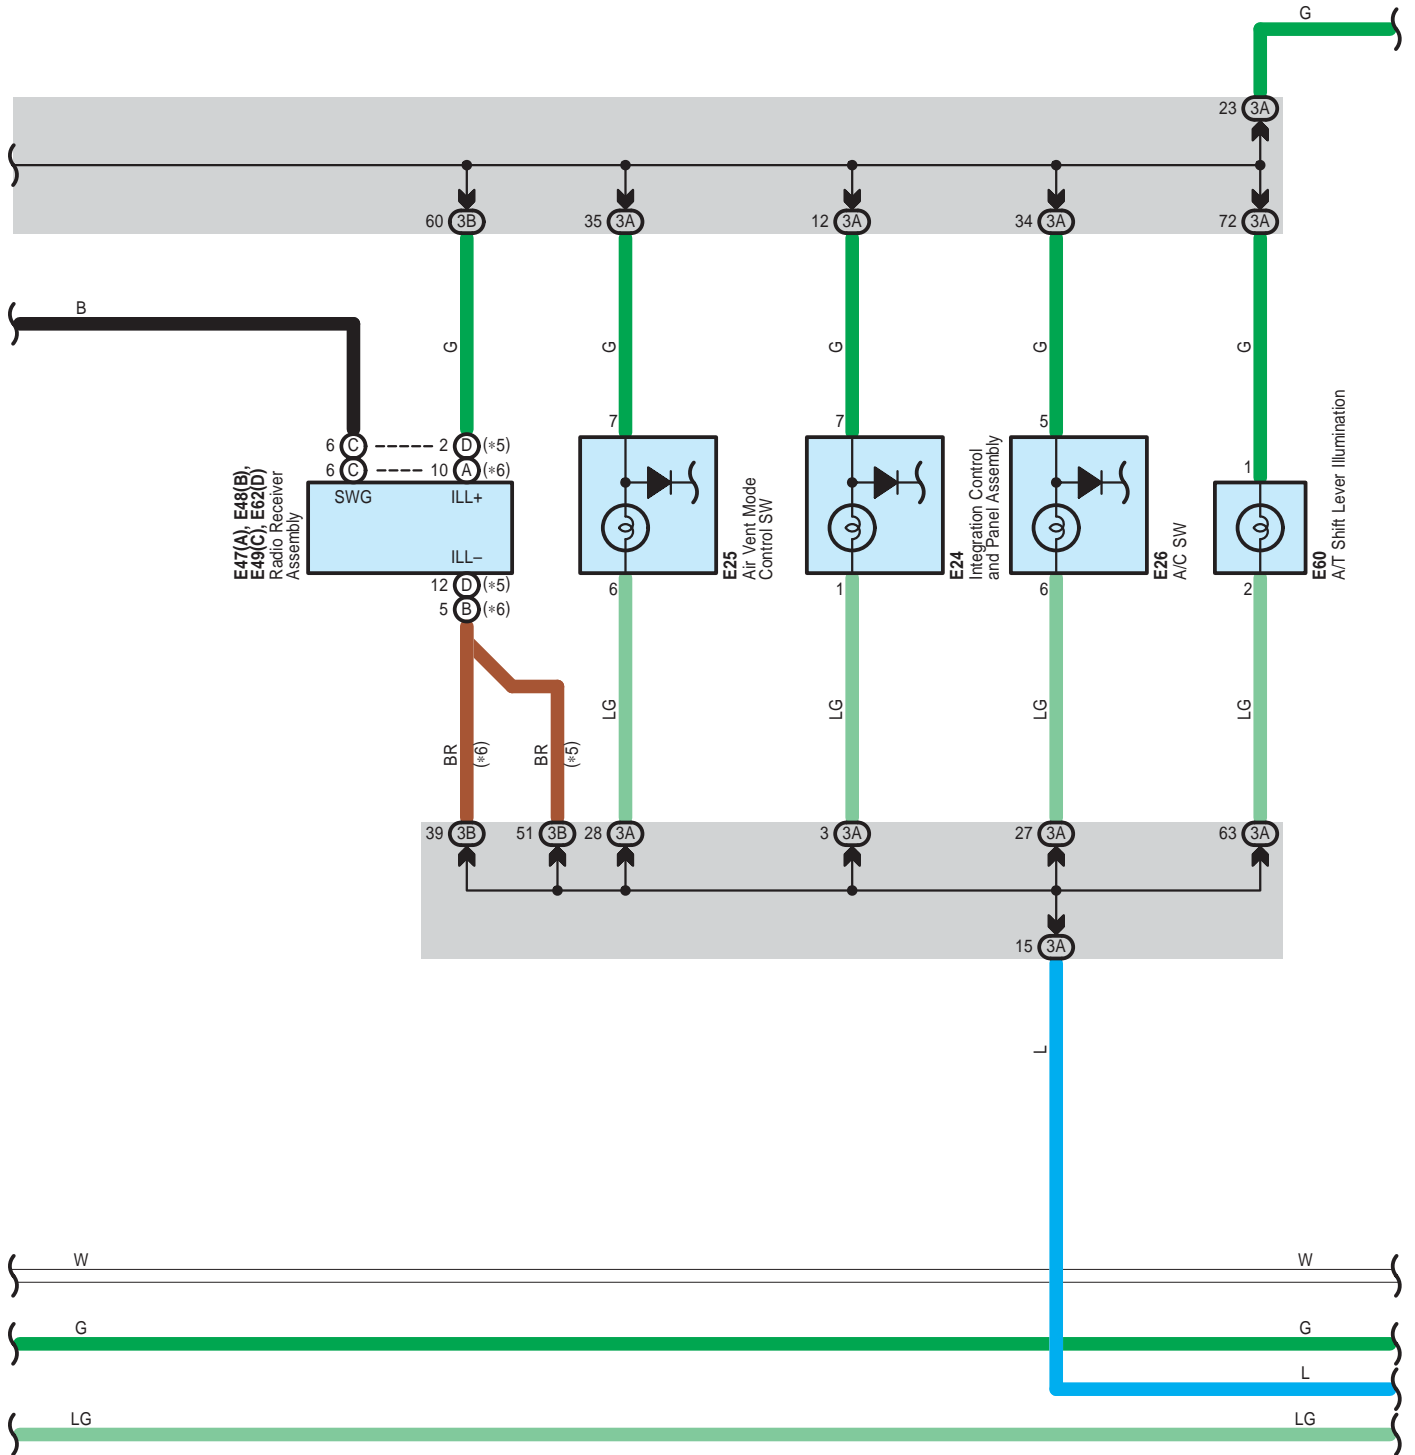 G
23 3A
60 3B
35 3A
12 3A
34 3A
72 3A
B
G
G
G
G
G
6 C
2 D (*5)
6 C
10 A (*6)
7
7
5
1
SWG
ILL+
ILL–
E47(A), E48(B),
E49(C), E62(D)
Radio Receiver
Assembly
E25
Air Vent Mode
Control SW
E24
Integration Control
and Panel Assembly
E26
A/C SW
E60
A/T Shift Lever Illumination
12 D (*5)
5 B (*6)
6
1
6
2
BR
(*6)
BR
(*5)
LG
LG
LG
LG
39 3B
51 3B
28 3A
3 3A
27 3A
63 3A
15 3A
L
W
W
G
G
L
LG
LG